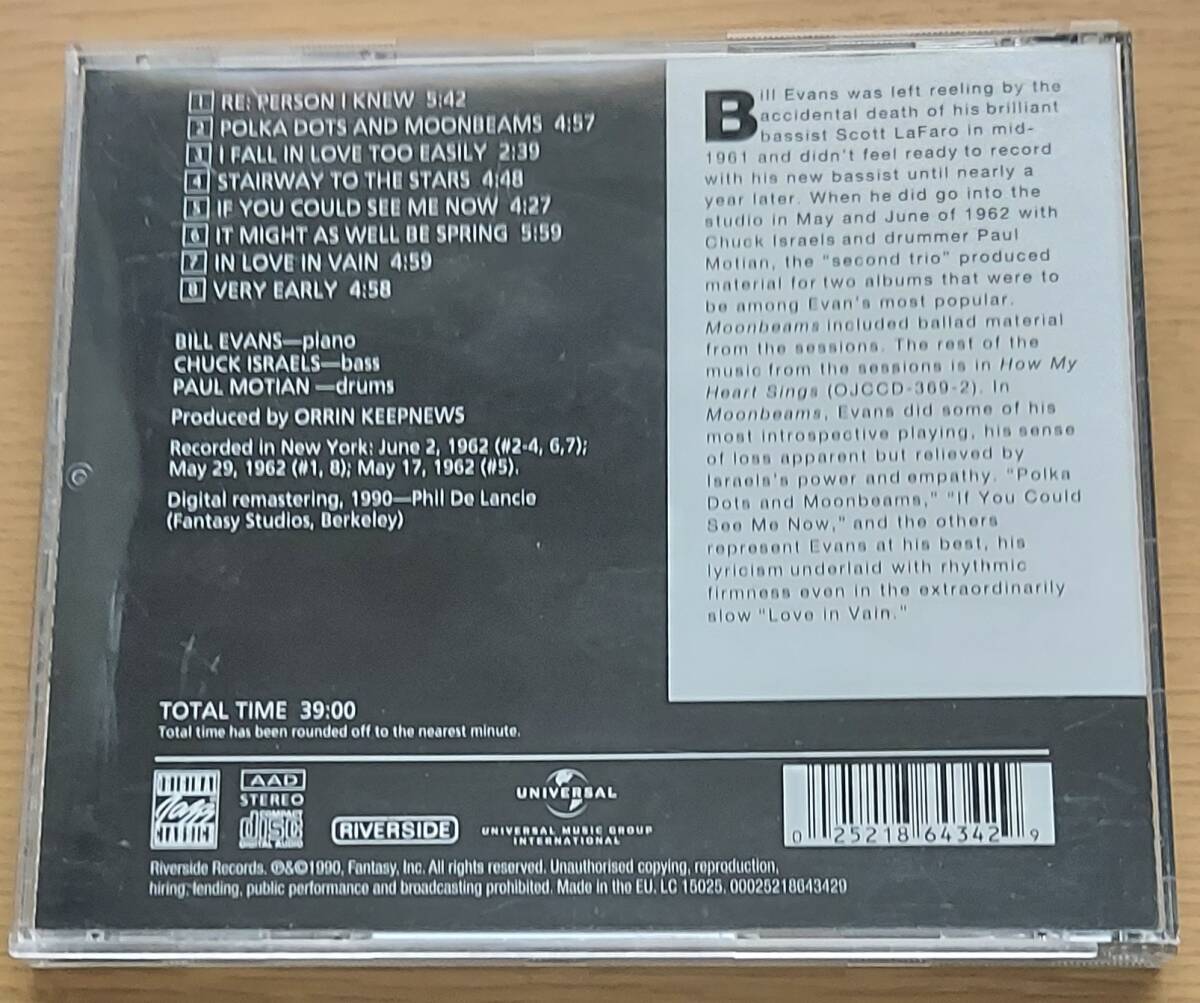 1 RE: PERSON I KNEW 5:42
2 POLKA DOTS AND MOONBEAMS 4:57
3 I FALL IN LOVE TOO EASILY 2:39
4 STAIRWAY TO THE STARS 4:48
5 IF YOU COULD SEE ME NOW 4:27
6 IT MIGHT AS WELL BE SPRING 5:59
7 IN LOVE IN VAIN 4:59
8 VERY EARLY 4:58
BILL EVANS—piano
CHUCK ISRAELS—bass
PAUL MOTIAN—drums
Produced by ORRIN KEEPNEWS
Recorded in New York: June 2, 1962 (#2-4, 6,7);
May 29, 1962 (#1, 8); May 17, 1962 (#5).
Digital remastering, 1990—Phil De Lancie
(Fantasy Studios, Berkeley)
Bill Evans was left reeling by the
accidental death of his brilliant
bassist Scott LaFaro in mid-
1961 and didn't feel ready to record
with his new bassist until nearly a
year later. When he did go into the
studio in May and June of 1962 with
Chuck Israels and drummer Paul
Motian, the "second trio" produced
material for two albums that were to
be among Evan's most popular.
Moonbeams included ballad material
from the sessions. The rest of the
music from the sessions is in How My
Heart Sings (OJCCD-369-2). In
Moonbeams, Evans did some of his
most introspective playing, his sense
of loss apparent but relieved by
Israels's power and empathy. "Polka
Dots and Moonbeams," "If You Could
See Me Now," and the others
represent Evans at his best, his
lyricism underlaid with rhythmic
firmness even in the extraordinarily
slow "Love in Vain."
TOTAL TIME 39:00
Total time has been rounded off to the nearest minute.
Jazz
AAD
STEREO
COMPACT
disc
DIGITAL AUDIO
RIVERSIDE
UNIVERSAL
UNIVERSAL MUSIC GROUP
INTERNATIONAL
0 25218 64342 9
Riverside Records. ℗&©1990, Fantasy, Inc. All rights reserved. Unauthorised copying, reproduction,
hiring, lending, public performance and broadcasting prohibited. Made in the EU. LC 15025. 00025218643420